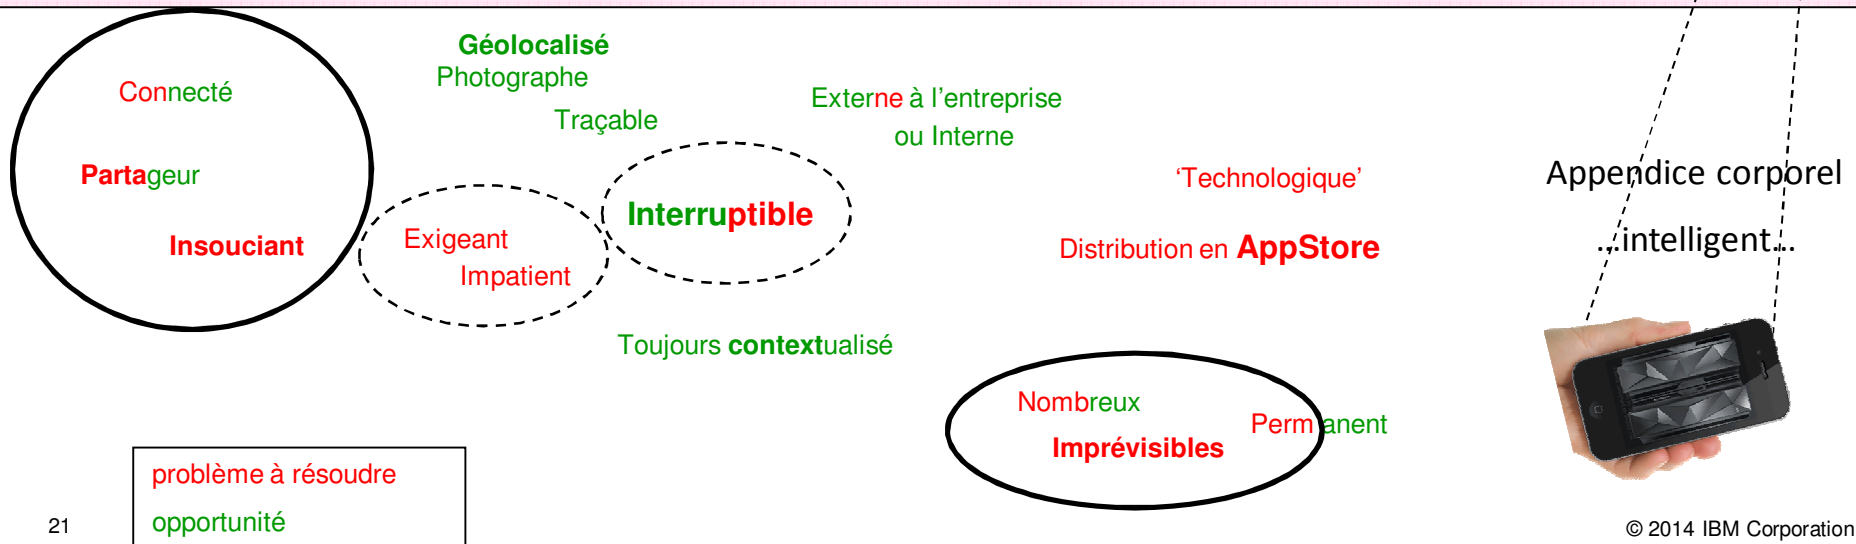 Géolocalisé
Photographe
Connecté
Traçable
Externe à l'entreprise
ou Interne
Partageur
Interruptible
'Technologique'
Appendice corporel
Insouciant
Exigeant
Impatient
Distribution en AppStore
...intelligent...
Toujours contextualisé
Nombreux
Permanent
Imprévisibles
problème à résoudre
opportunité
21
© 2014 IBM Corporation